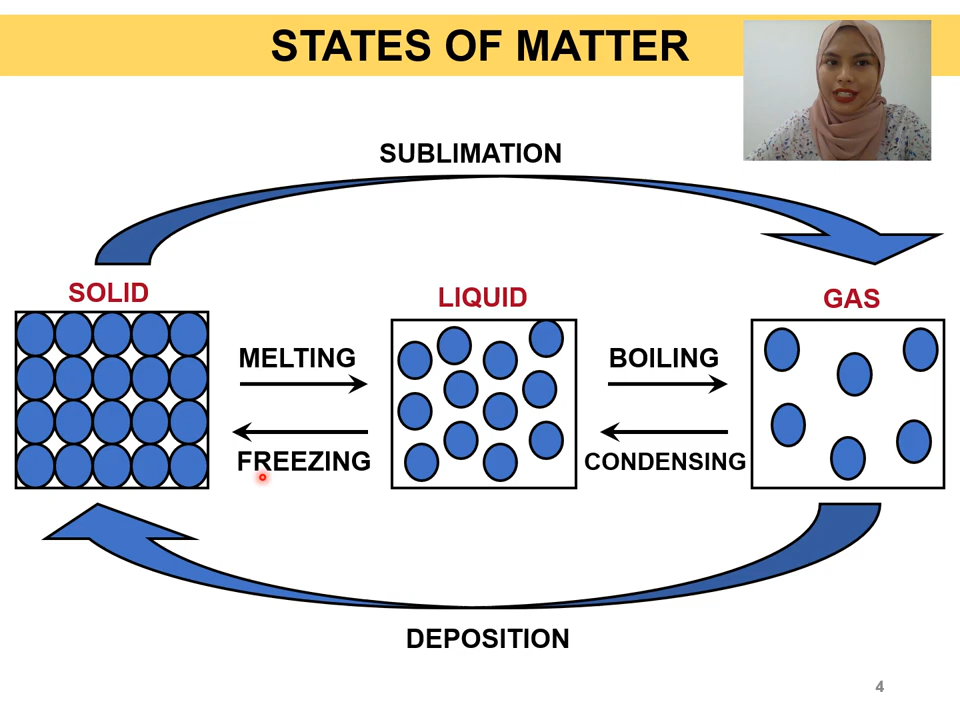 STATES OF MATTER
SUBLIMATION
SOLID
LIQUID
GAS
MELTING
BOILING
FREEZING
CONDENSING
DEPOSITION
4